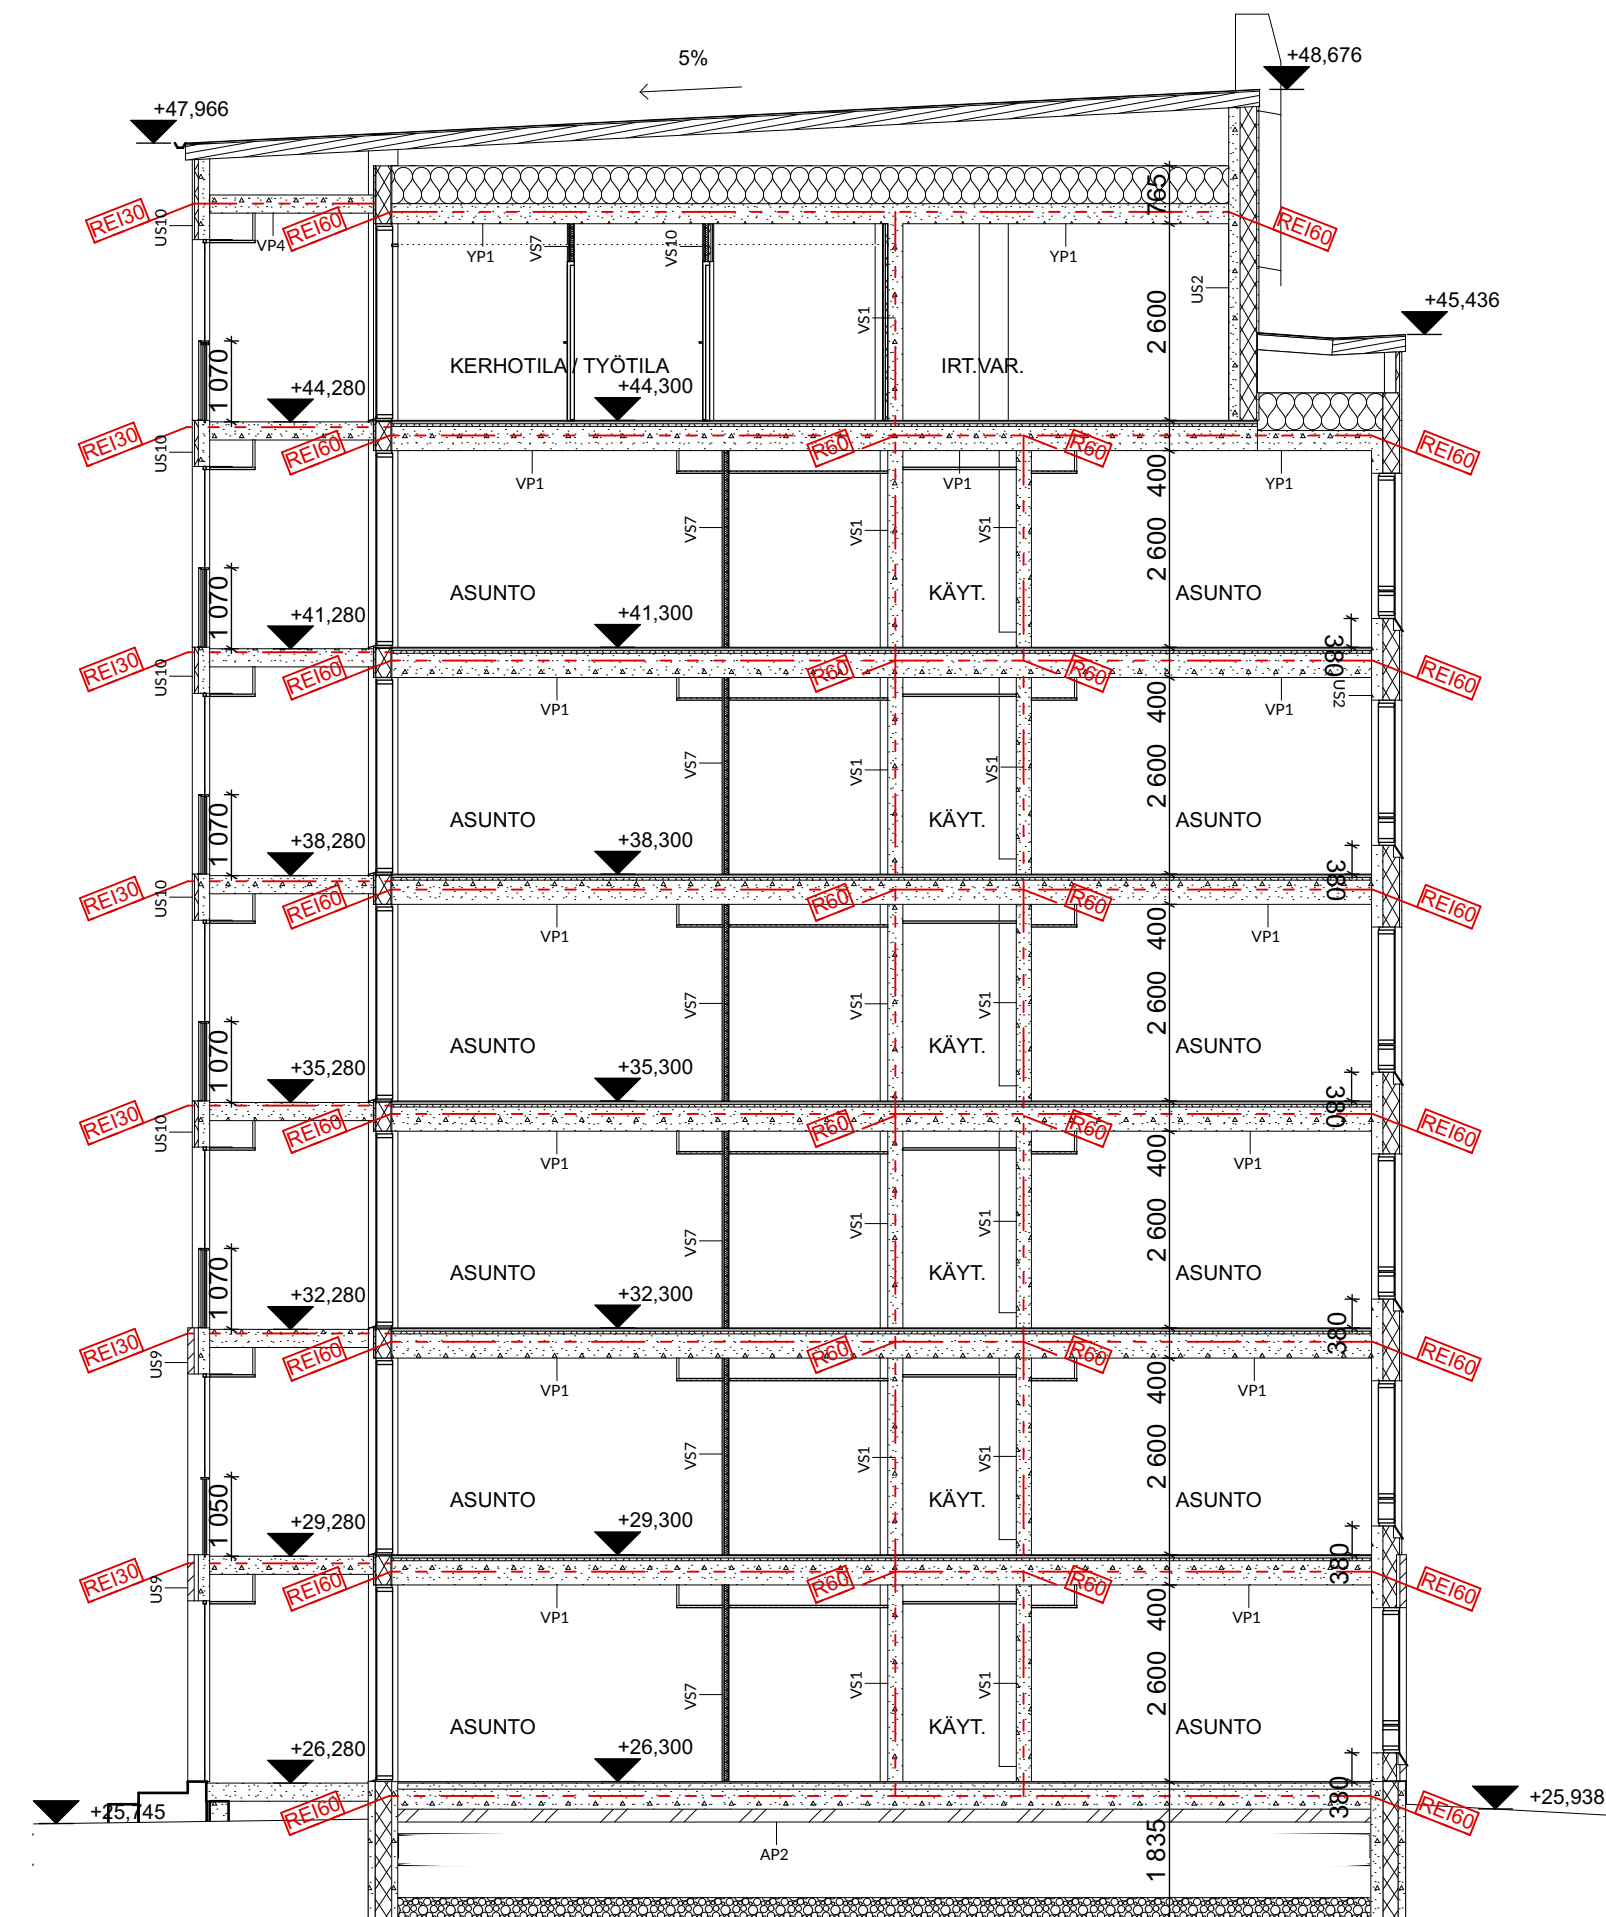 5%
+48,676
+47,966
765
REI30
US10
VP4
REI60
YP1
VS7
VS10
YP1
REI60
US2
VS1
2 600
+45,436
1 070
KERHOTILA / TYÖTILA
IRT.VAR.
+44,280
+44,300
REI30
US10
REI60
R60
R60
REI60
VP1
VP1
YP1
400
VS7
VS1
VS1
2 600
1 070
ASUNTO
KÄYT.
ASUNTO
+41,280
+41,300
380
REI30
US10
REI60
R60
R60
REI60
US2
VP1
VP1
400
VS7
VS1
VS1
2 600
1 070
ASUNTO
KÄYT.
ASUNTO
+38,280
+38,300
380
REI30
US10
REI60
R60
R60
REI60
VP1
VP1
400
VS7
VS1
VS1
2 600
1 070
ASUNTO
KÄYT.
ASUNTO
+35,280
+35,300
380
REI30
US10
REI60
R60
R60
REI60
VP1
VP1
400
VS7
VS1
VS1
2 600
1 070
ASUNTO
KÄYT.
ASUNTO
+32,280
+32,300
380
REI30
US9
REI60
R60
R60
REI60
VP1
VP1
400
VS7
VS1
VS1
2 600
1 050
ASUNTO
KÄYT.
ASUNTO
+29,280
+29,300
380
REI30
US9
REI60
R60
R60
REI60
VP1
VP1
400
VS7
VS1
VS1
2 600
ASUNTO
KÄYT.
ASUNTO
+26,280
+26,300
380
+25,745
REI60
REI60
+25,938
AP2
1 835